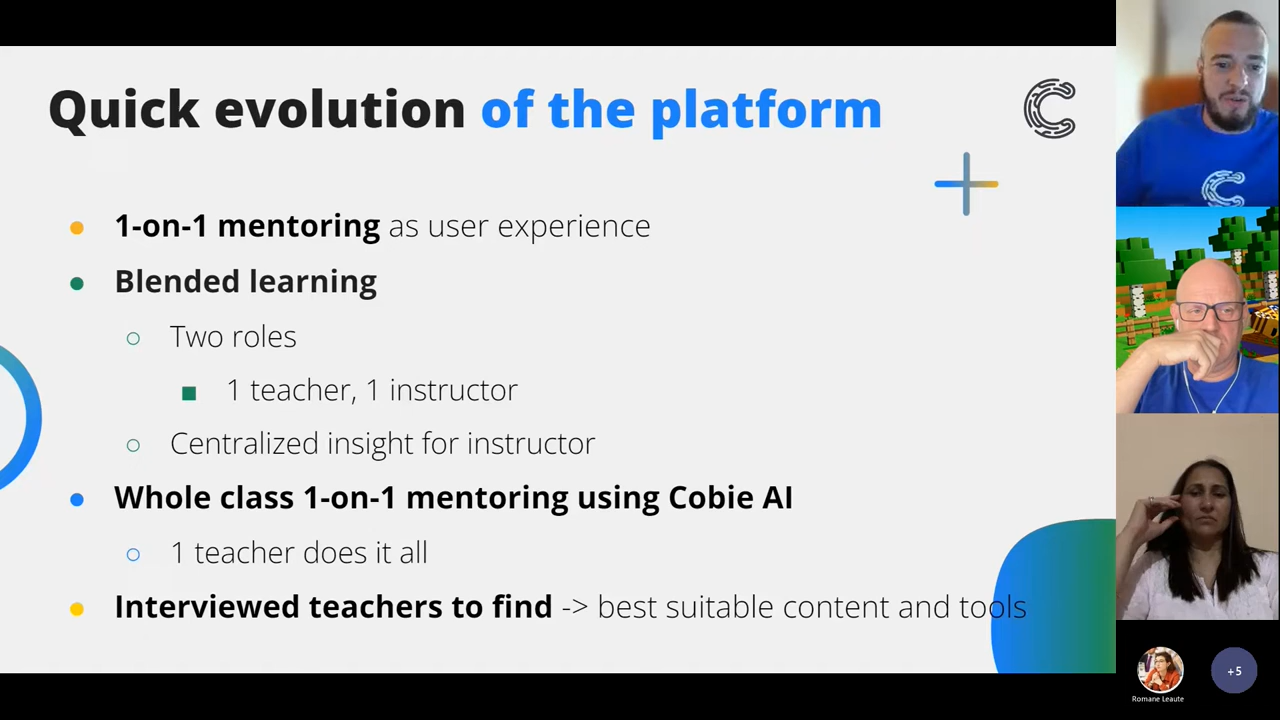 Quick evolution of the platform
1-on-1 mentoring as user experience
Blended learning
Two roles
1 teacher, 1 instructor
Centralized insight for instructor
Whole class 1-on-1 mentoring using Cobie AI
1 teacher does it all
Interviewed teachers to find -> best suitable content and tools
Romane Leaute
+5